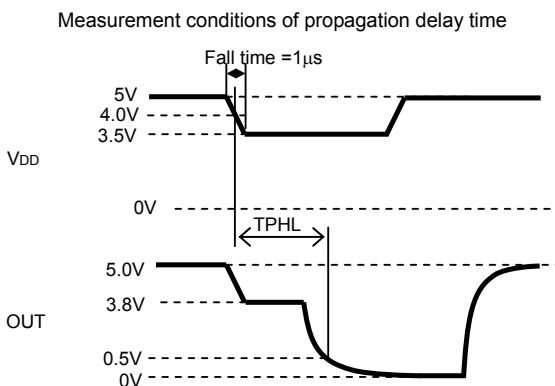 Measurement conditions of propagation delay time
Fall time =1μs
5V
4.0V
3.5V
VDD
0V
TPHL
5.0V
3.8V
OUT
0.5V
0V